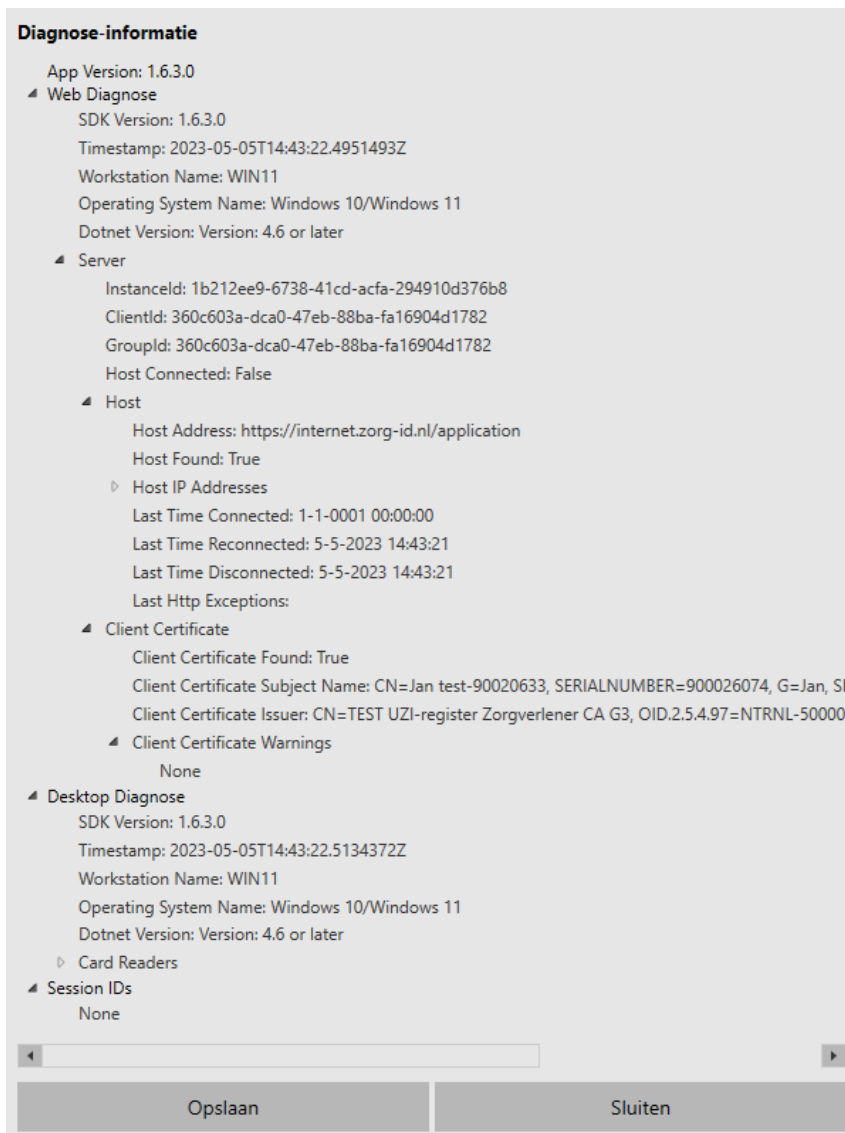 Diagnose-informatie
App Version: 1.6.3.0
Web Diagnose
SDK Version: 1.6.3.0
Timestamp: 2023-05-05T14:43:22.4951493Z
Workstation Name: WIN11
Operating System Name: Windows 10/Windows 11
Dotnet Version: Version: 4.6 or later
Server
InstanceId: 1b212ee9-6738-41cd-acfa-294910d376b8
ClientId: 360c603a-dca0-47eb-88ba-fa16904d1782
GroupId: 360c603a-dca0-47eb-88ba-fa16904d1782
Host Connected: False
Host
Host Address: https://internet.zorg-id.nl/application
Host Found: True
Host IP Addresses
Last Time Connected: 1-1-0001 00:00:00
Last Time Reconnected: 5-5-2023 14:43:21
Last Time Disconnected: 5-5-2023 14:43:21
Last Http Exceptions:
Client Certificate
Client Certificate Found: True
Client Certificate Subject Name: CN=Jan test-90020633, SERIALNUMBER=900026074, G=Jan,
Client Certificate Issuer: CN=TEST UZI-register Zorgverlener CA G3, OID.2.5.4.97=NTRNL-50000
Client Certificate Warnings
None
Desktop Diagnose
SDK Version: 1.6.3.0
Timestamp: 2023-05-05T14:43:22.5134372Z
Workstation Name: WIN11
Operating System Name: Windows 10/Windows 11
Dotnet Version: Version: 4.6 or later
Card Readers
Session IDs
None
Opslaan
Sluiten